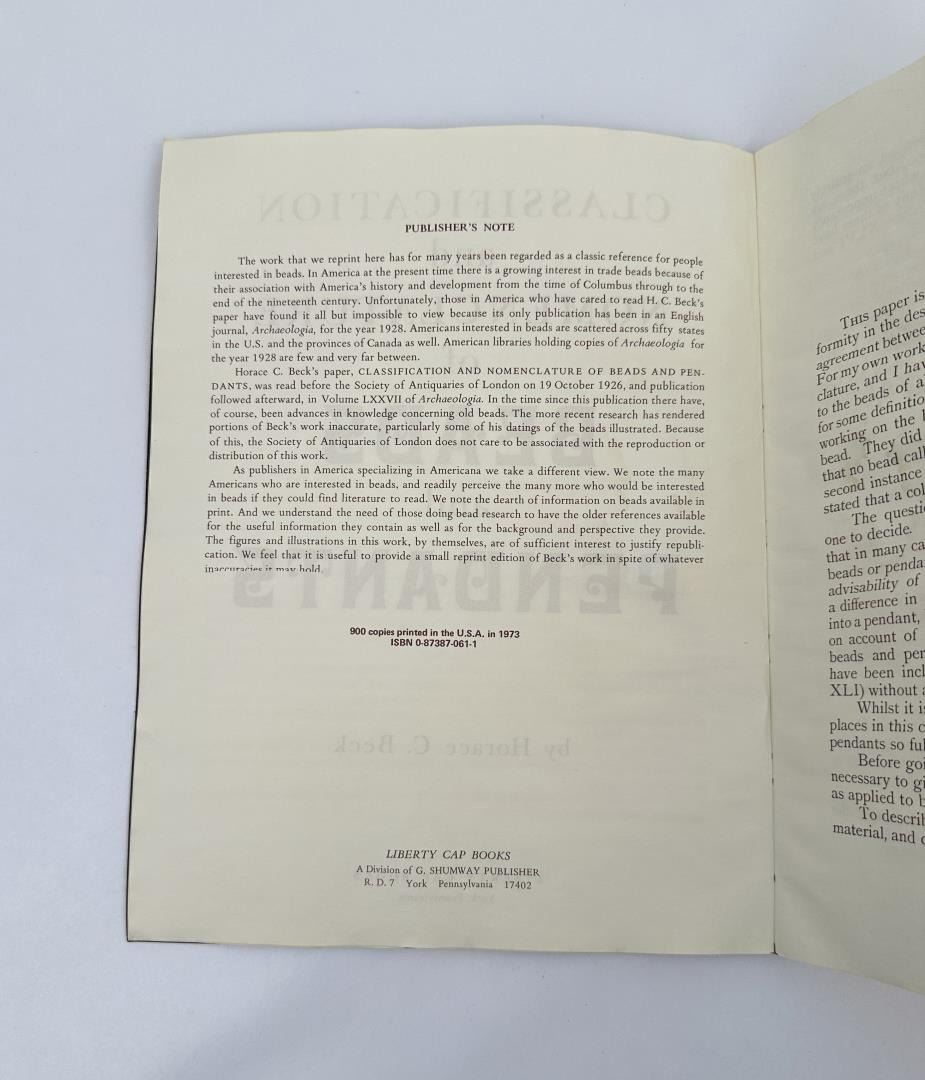 PUBLISHER'S NOTE
The work that we reprint here has for many years been regarded as a classic reference for people
interested in beads. In America at the present time there is a growing interest in trade beads because of
their association with America's history and development from the time of Columbus through to the
end of the nineteenth century. Unfortunately, those in America who have cared to read H. C. Beck's
paper have found it all but impossible to view because its only publication has been in an English
journal, Archaeologia, for the year 1928. Americans interested in beads are scattered across fifty states
in the U.S. and the provinces of Canada as well. American libraries holding copies of Archaeologia for
the year 1928 are few and very far between.
Horace C. Beck's paper, CLASSIFICATION AND NOMENCLATURE OF BEADS AND PEN-
DANTS, was read before the Society of Antiquaries of London on 19 October 1926, and publication
followed afterward, in Volume LXXVII of Archaeologia. In the time since this publication there have,
of course, been advances in knowledge concerning old beads. The more recent research has rendered
portions of Beck's work inaccurate, particularly some of his datings of the beads illustrated. Because
of this, the Society of Antiquaries of London does not care to be associated with the reproduction or
distribution of this work.
As publishers in America specializing in Americana we take a different view. We note the many
Americans who are interested in beads, and readily perceive the many more who would be interested
in beads if they could find literature to read. We note the dearth of information on beads available in
print. And we understand the need of those doing bead research to have the older references available
for the useful information they contain as well as for the background and perspective they provide.
The figures and illustrations in this work, by themselves, are of sufficient interest to justify republi-
cation. We feel that it is useful to provide a small reprint edition of Beck's work in spite of whatever
inaccuracies it may hold.
900 copies printed in the U.S.A. in 1973
ISBN 0-87387-061-1
LIBERTY CAP BOOKS
A Division of G. SHUMWAY PUBLISHER
R. D. 7 York Pennsylvania 17402
THIS paper is
formity in the des
agreement betwee
For my own work
clature, and I hav
to the beads of a
for some definitio
working on the
bead. They did
that no bead call
second instance
stated that a col
The questi
one to decide.
that in many ca
beads or penda
advisability of
a difference in
into a pendant,
on account of
beads and per
have been incl
XLI) without a
Whilst it i
places in this c
pendants so ful
Before goi
necessary to gi
as applied to b
To describ
material, and